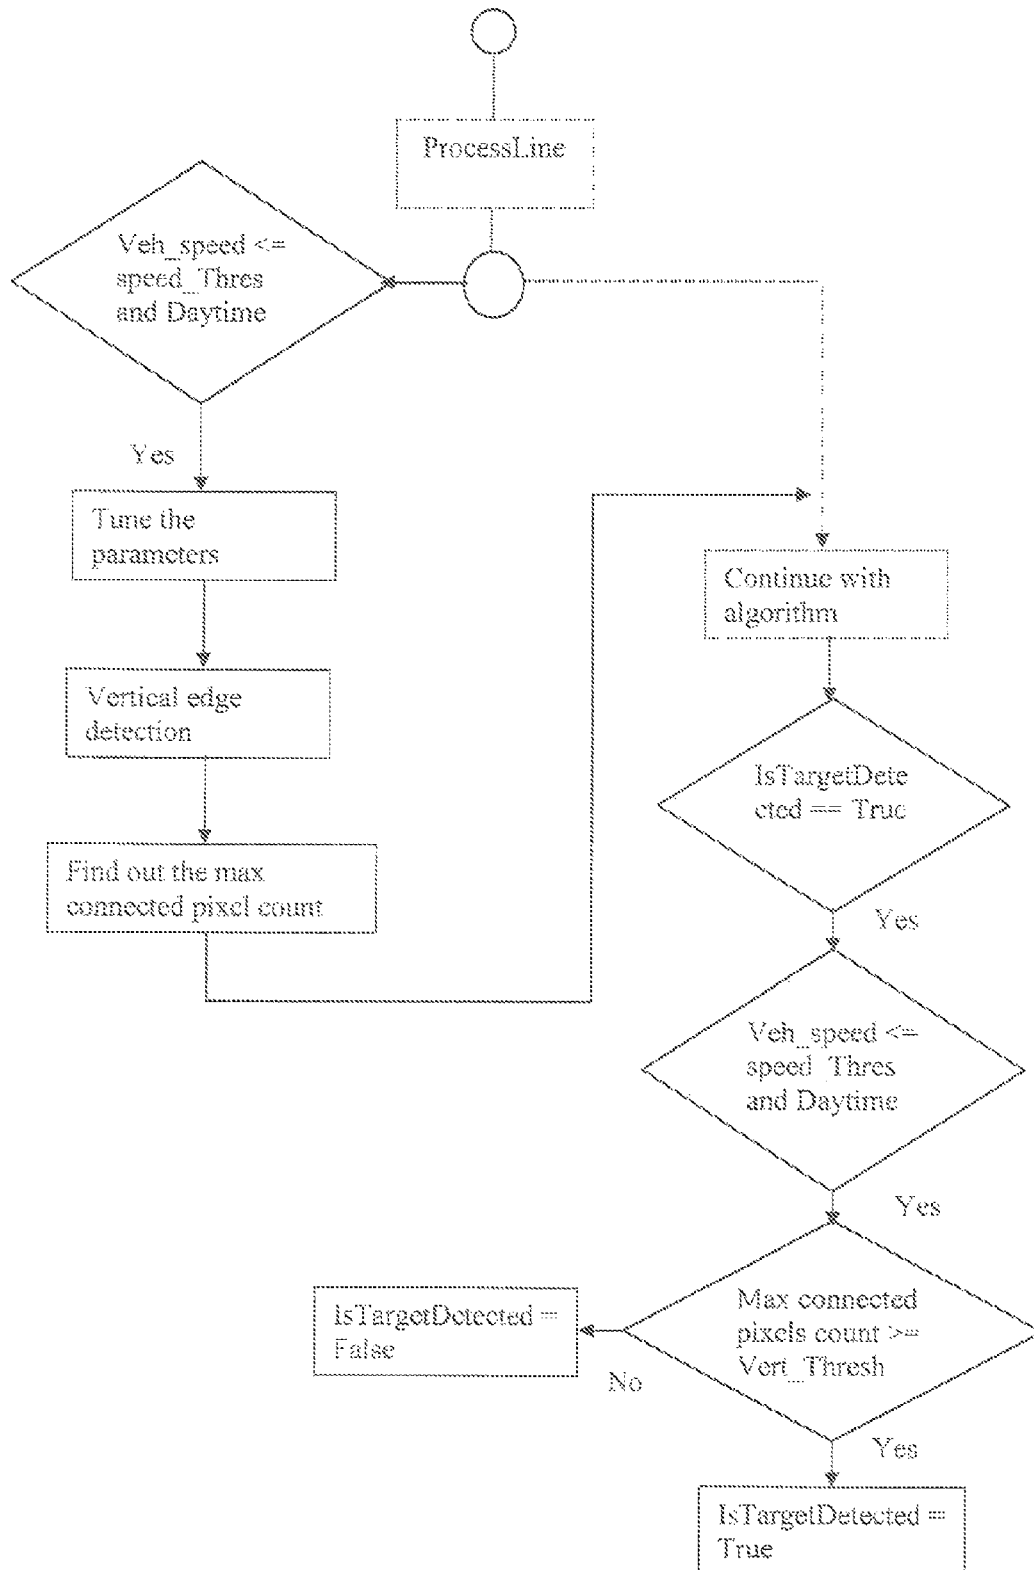 ProcessLine
Veh_speed <=
speed_Thres
and Daytime
Yes
Tune the
parameters
Vertical edge
detection
Find out the max
connected pixel count
Continue with
algorithm
IsTargetDete
cted == True
Yes
Veh_speed <=
speed_Thres
and Daytime
Yes
Max connected
pixels count >=
Vert_Thresh
IsTargetDetected =
False
No
Yes
IsTargetDetected =
True